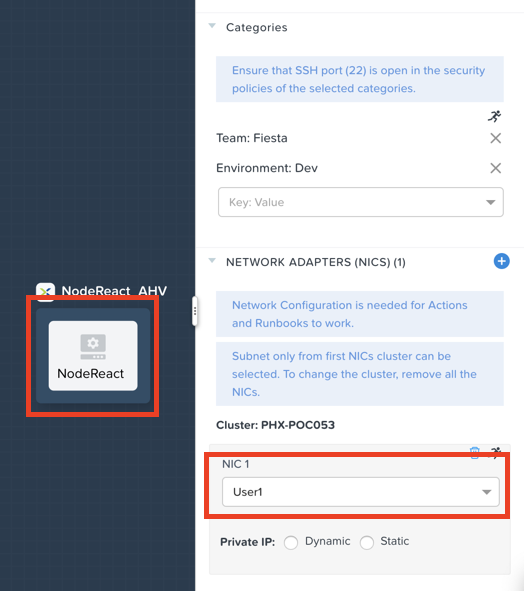 Categories
Ensure that SSH port (22) is open in the security
policies of the selected categories.
Team: Fiesta
Environment: Dev
Key: Value
NETWORK ADAPTERS (NICS) (1)
NodeReact_AHV
Network Configuration is needed for Actions
and Runbooks to work.
NodeReact
Subnet only from first NICs cluster can be
selected. To change the cluster, remove all the
NICs.
Cluster: PHX-POC053
NIC 1
User1
Private IP: Dynamic Static